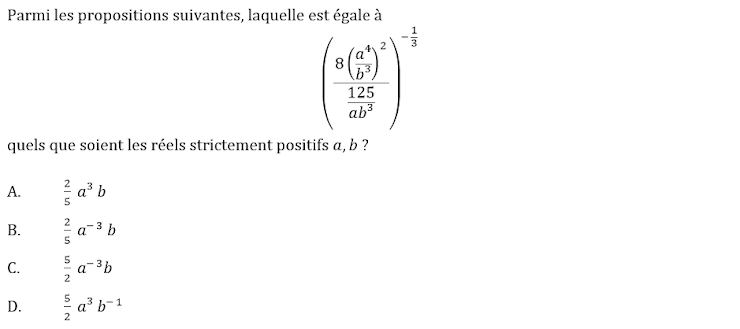 Parmi les propositions suivantes, laquelle est égale à
$\left(\frac{8\left(\frac{a^4}{b^3}\right)^2}{\frac{125}{ab^3}}\right)^{-\frac{1}{3}}$
quels que soient les réels strictement positifs $a, b$ ?
A. $\frac{2}{5} a^3 b$
B. $\frac{2}{5} a^{-3} b$
C. $\frac{5}{2} a^{-3} b$
D. $\frac{5}{2} a^3 b^{-1}$